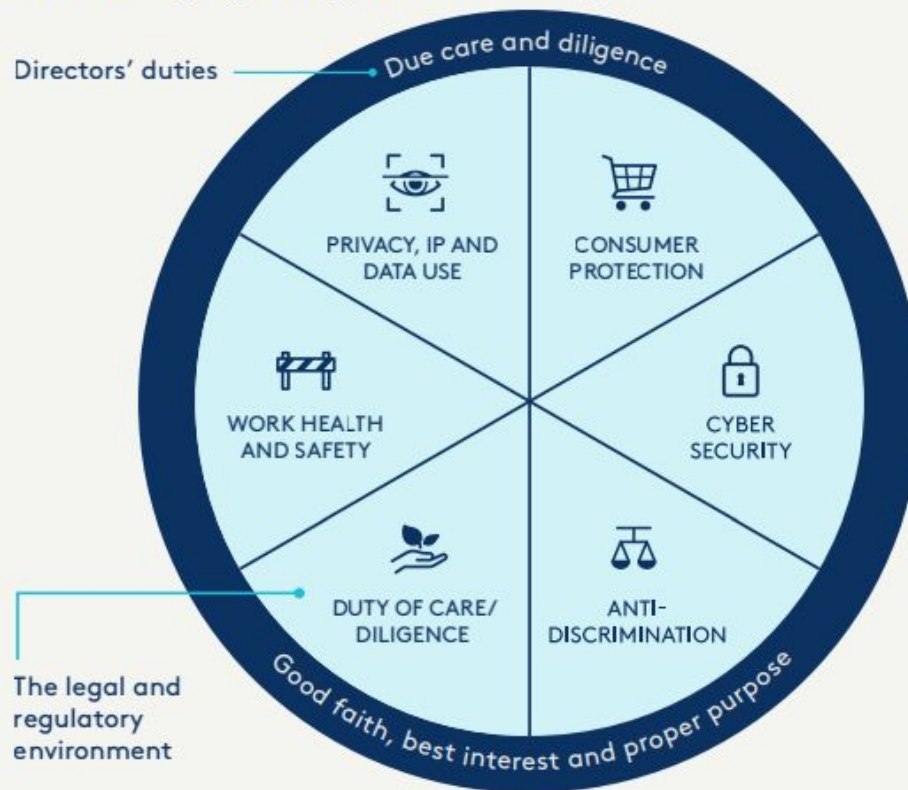 Directors' duties
Due care and diligence
PRIVACY, IP AND
DATA USE
CONSUMER
PROTECTION
WORK HEALTH
AND SAFETY
CYBER
SECURITY
DUTY OF CARE/
DILIGENCE
ANTI-
DISCRIMINATION
Good faith, best interest and proper purpose
The legal and
regulatory
environment